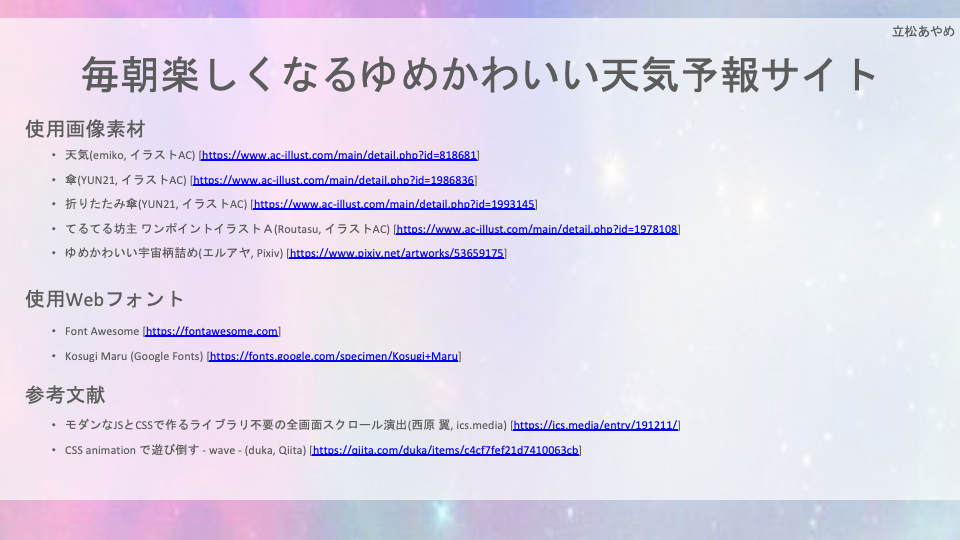 立松あやめ
毎朝楽しくなるゆめかわいい天気予報サイト
使用画像素材
• 天気(emiko, イラストAC) [https://www.ac-illust.com/main/detail.php?id=818681]
• 傘(YUN21, イラストAC) [https://www.ac-illust.com/main/detail.php?id=1986836]
• 折りたたみ傘(YUN21, イラストAC) [https://www.ac-illust.com/main/detail.php?id=1993145]
• てるてる坊主 ワンポイントイラストA(Routasu, イラストAC) [https://www.ac-illust.com/main/detail.php?id=1978108]
• ゆめかわいい宇宙柄詰め(エルアヤ, Pixiv) [https://www.pixiv.net/artworks/53659175]
使用Webフォント
• Font Awesome [https://fontawesome.com]
• Kosugi Maru (Google Fonts) [https://fonts.google.com/specimen/Kosugi+Maru]
参考文献
• モダンなJSとCSSで作るライブラリ不要の全画面スクロール演出(西原 翼, ics.media) [https://ics.media/entry/191211/]
• CSS animation で遊び倒す - wave - (duka, Qiita) [https://qiita.com/duka/items/c4cf7fef21d7410063cb]